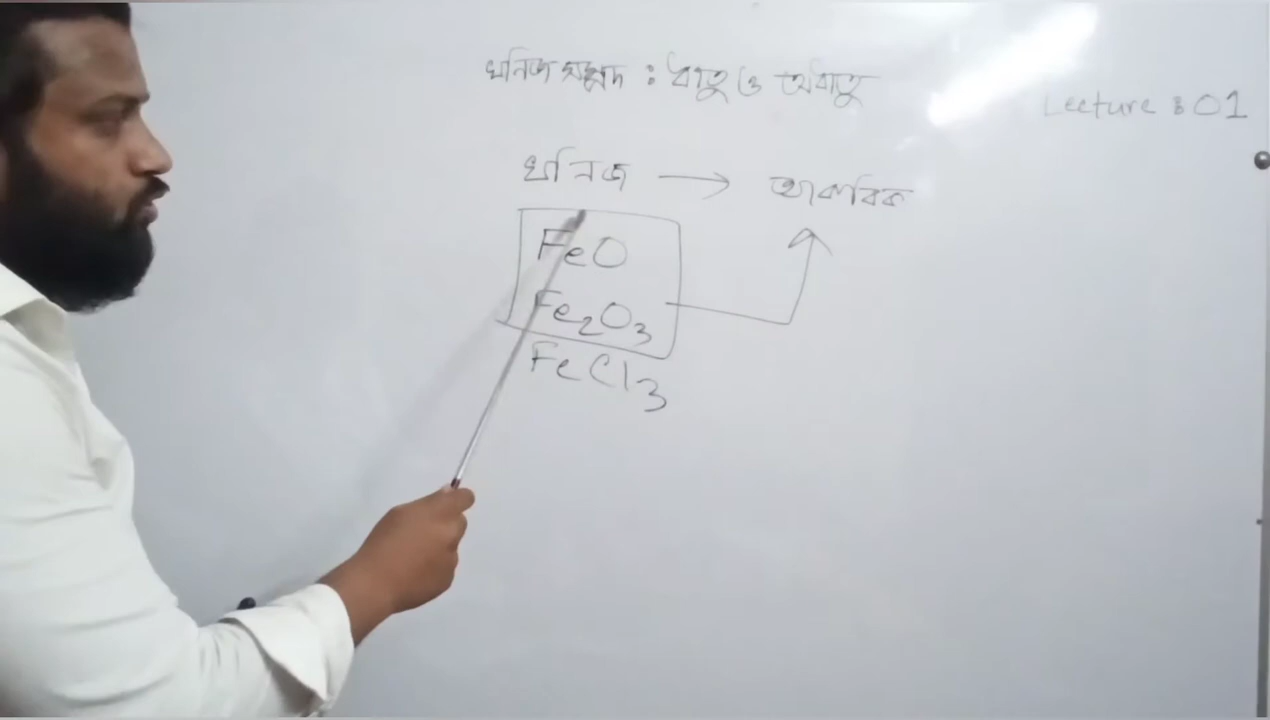 খনিজ সম্পদ : ধাতু ও অধাতু
Lecture : 01
খনিজ → আকরিক
FeO
Fe₂O₃
FeCl₃